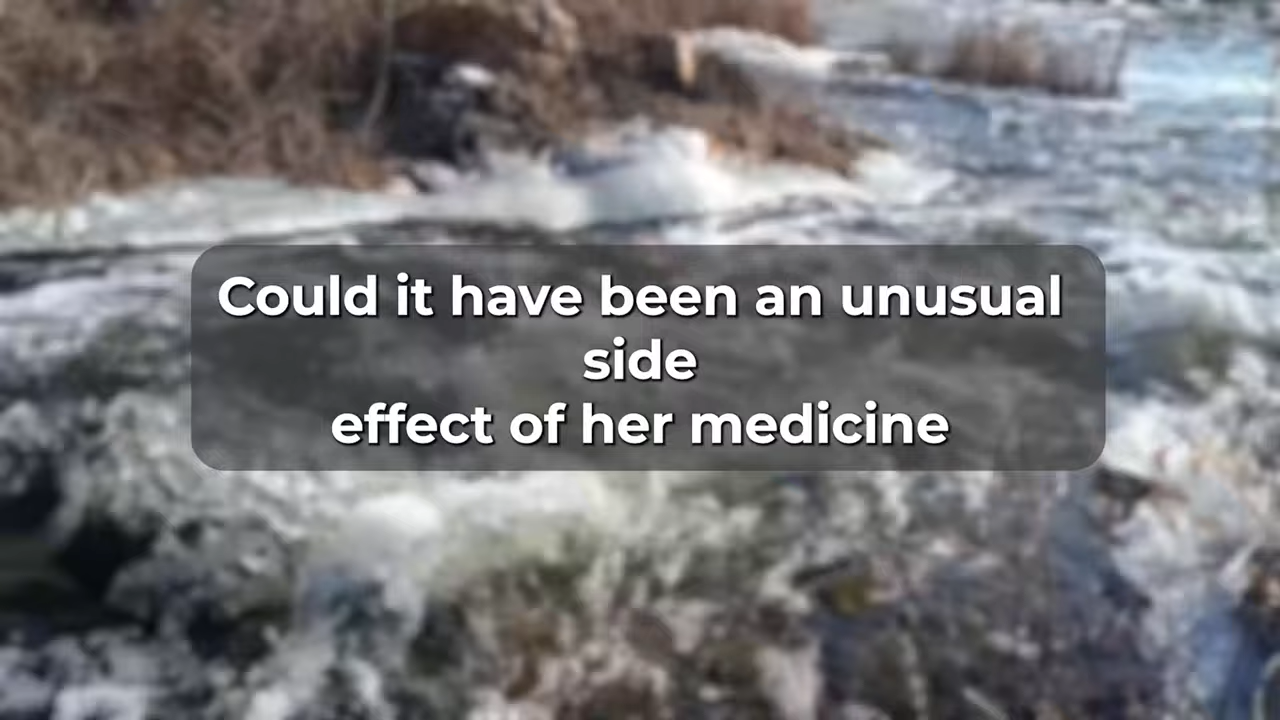 Could it have been an unusual
side
effect of her medicine